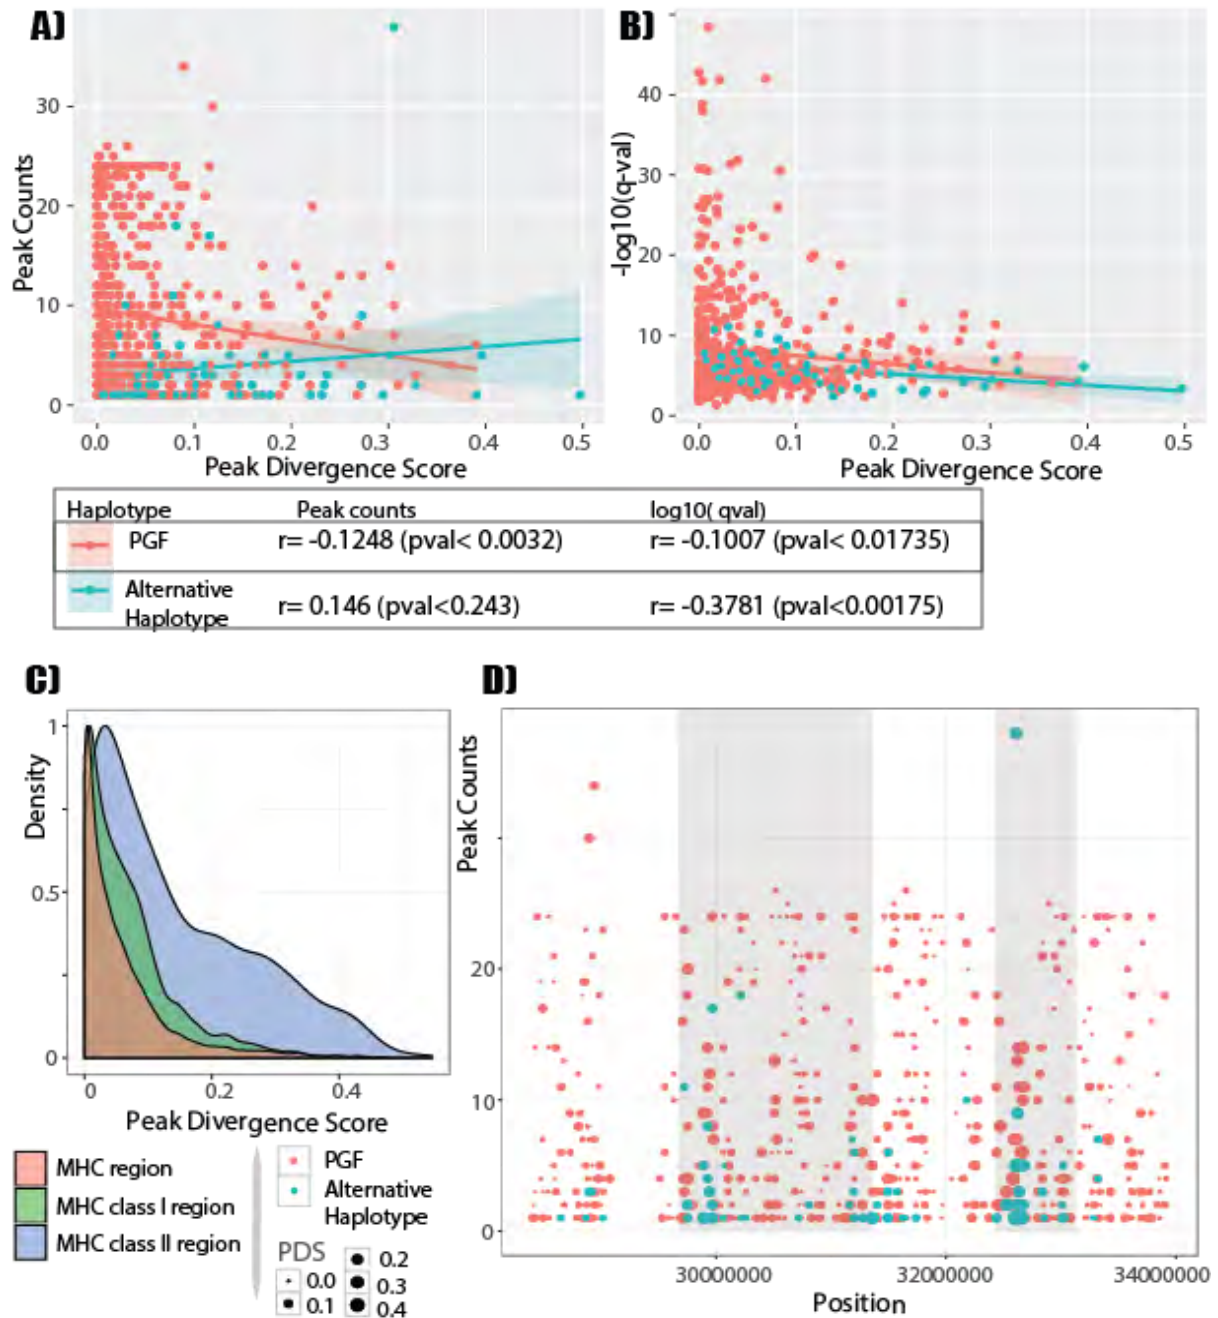 A)
B)
Peak Counts
30
20
10
0
0.0 0.1 0.2 0.3 0.4 0.5
Peak Divergence Score
-log10(q-val)
40
30
20
10
0
0.0 0.1 0.2 0.3 0.4 0.5
Peak Divergence Score
Haplotype Peak counts log10( qval)
PGF r= -0.1248 (pval< 0.0032) r= -0.1007 (pval< 0.01735)
Alternative
Haplotype r= 0.146 (pval<0.243) r= -0.3781 (pval<0.00175)
C)
D)
Density
1
0.5
0
0 0.2 0.4
Peak Divergence Score
MHC region
MHC class I region
MHC class II region
PGF
Alternative
Haplotype
PDS
0.0
0.1
0.2
0.3
0.4
Peak Counts
20
10
0
30000000 32000000 34000000
Position